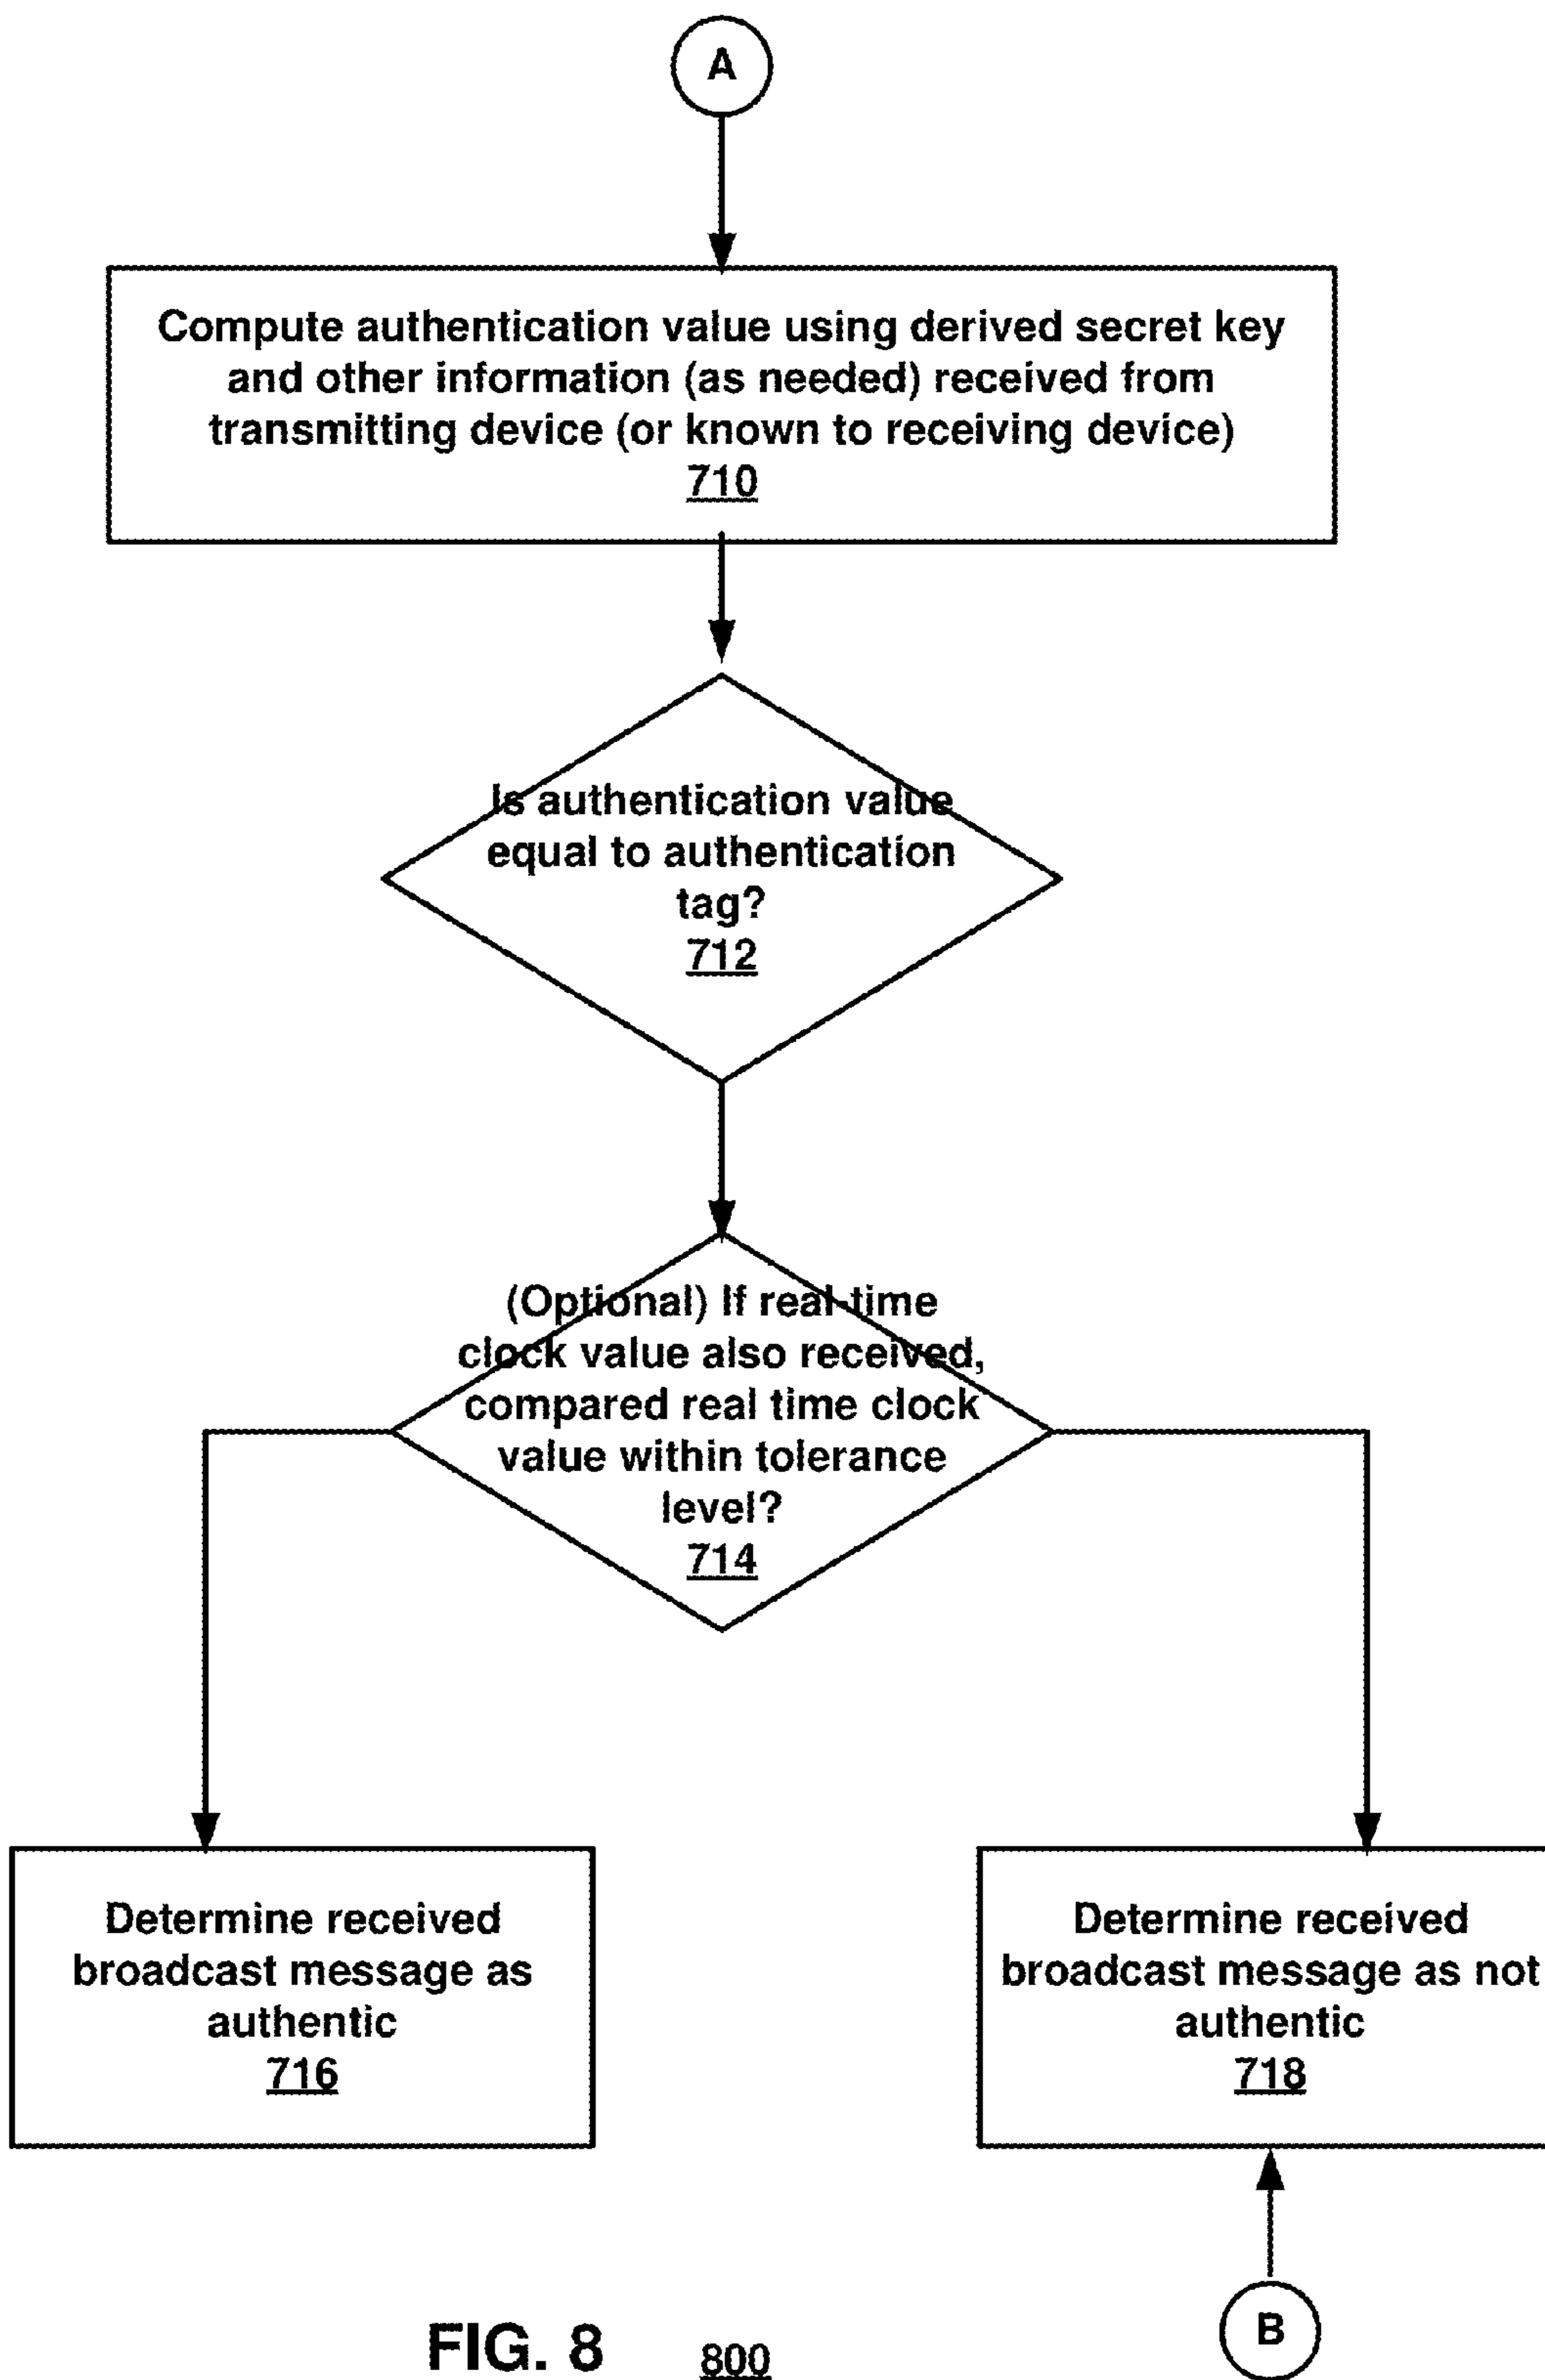 A
Compute authentication value using derived secret key
and other information (as needed) received from
transmitting device (or known to receiving device)
710
Is authentication value
equal to authentication
tag?
712
(Optional) If real-time
clock value also received,
compared real time clock
value within tolerance
level?
714
Determine received
broadcast message as
authentic
716
Determine received
broadcast message as not
authentic
718
B
FIG. 8 800